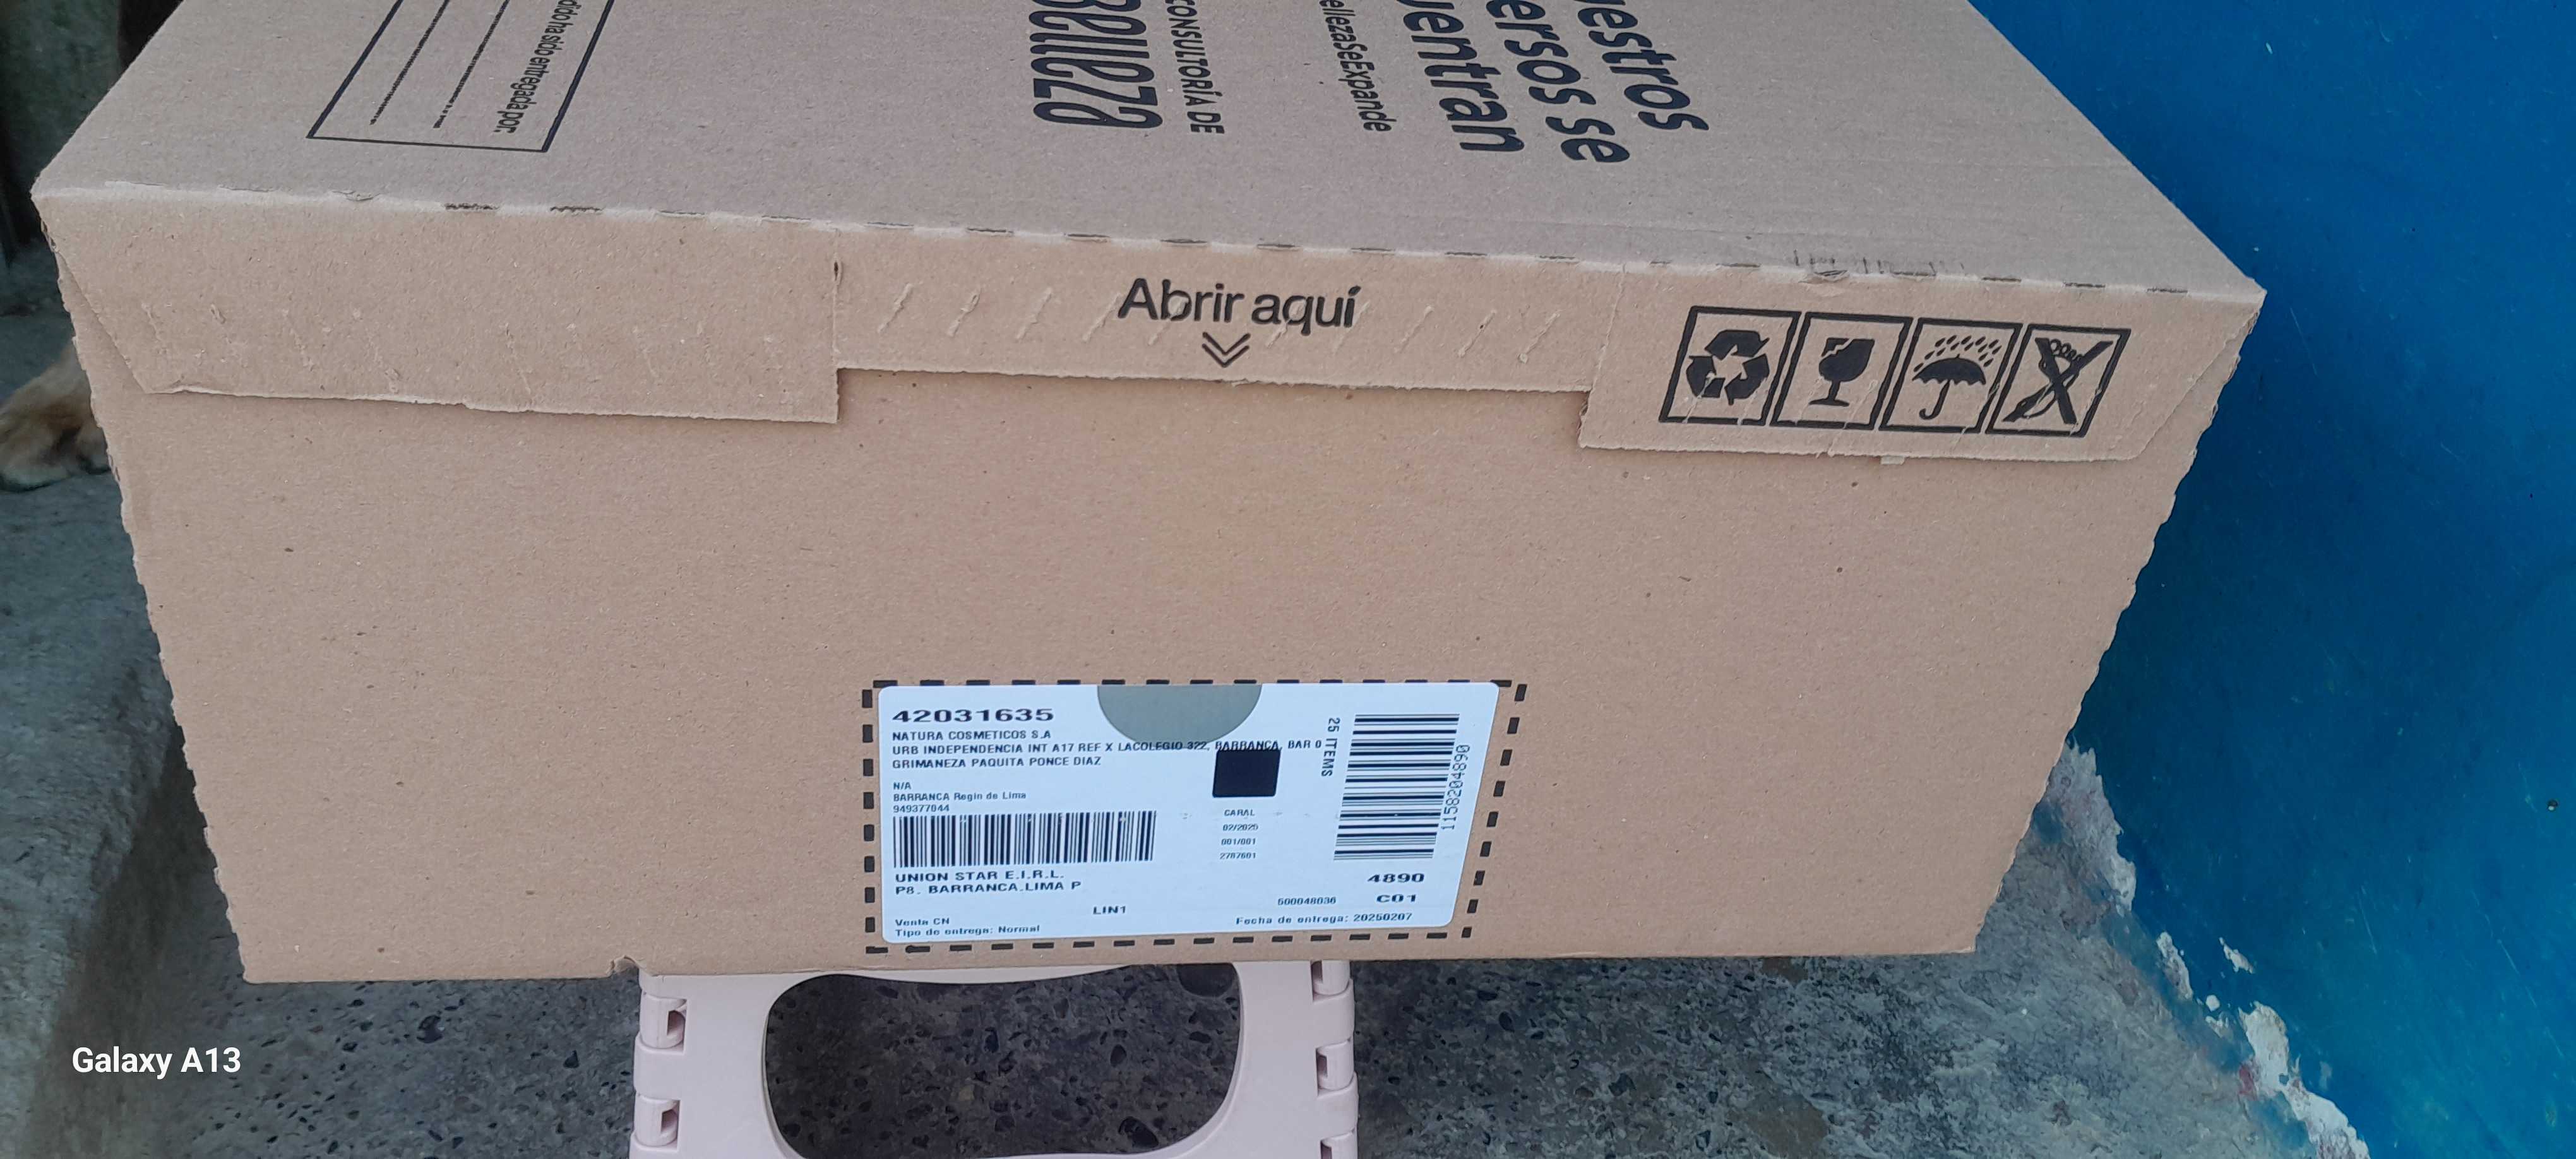 dido ha sido entregada por:
Belleza
CONSULTORÍA DE
ellezaSeExpande
uentran
ersos se
uestros
Abrir aquí
42031635
NATURA COSMETICOS S.A
URB INDEPENDENCIA INT A17 REF X LACOLEGIO 322, BARRANCA, BAR 0
GRIMANEZA PAQUITA PONCE DIAZ
N/A
BARRANCA Regin de Lima
949377044
UNION STAR E.I.R.L.
P8. BARRANCA.LIMA P
LIN1
Venta CN
Tipo de entrega: Normal
CARAL
02/2025
001/001
2787601
25 ITEMS
1158204890
4890
500048036 C01
Fecha de entrega: 20250207
Galaxy A13